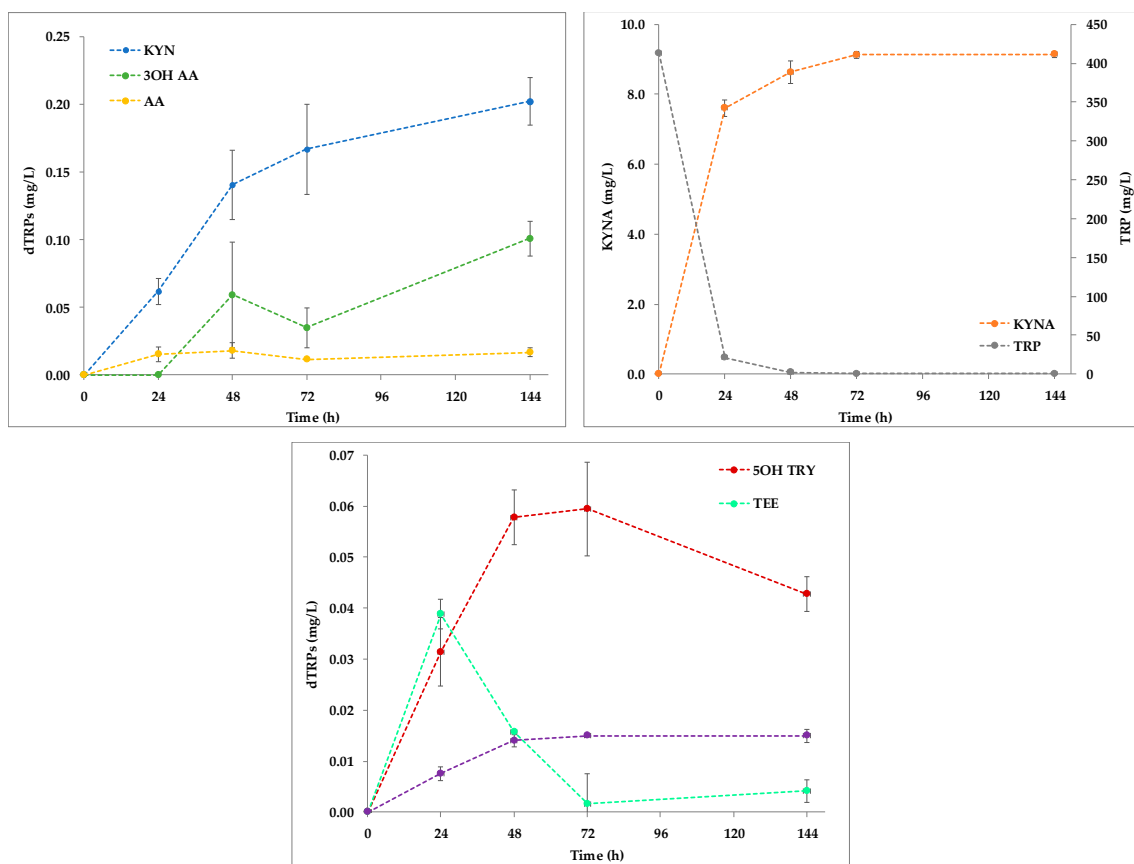 KYN
3OH AA
AA
dTRPs (mg/L)
0.25
0.20
0.15
0.10
0.05
0.00
0 24 48 72 96 120 144
Time (h)
KYNA (mg/L)
10.0
8.0
6.0
4.0
2.0
0.0
450
400
350
300
250
200
150
100
50
0
TRP (mg/L)
KYNA
TRP
0 24 48 72 96 120 144
Time (h)
5OH TRY
TEE
dTRPs (mg/L)
0.07
0.06
0.05
0.04
0.03
0.02
0.01
0.00
0 24 48 72 96 120 144
Time (h)